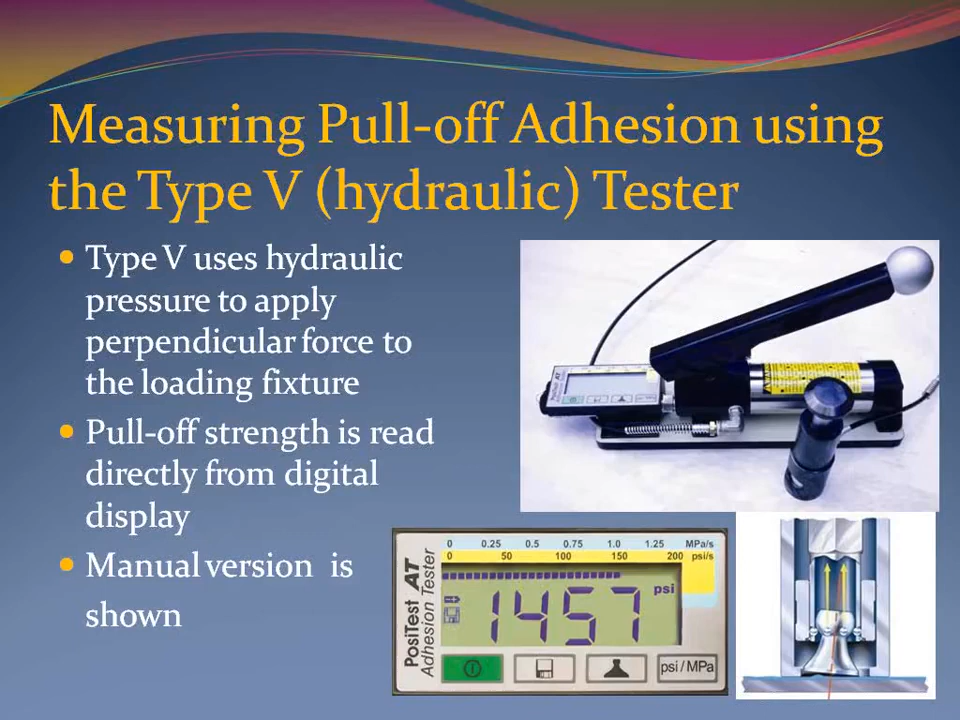 Measuring Pull-off Adhesion using
the Type V (hydraulic) Tester
Type V uses hydraulic
pressure to apply
perpendicular force to
the loading fixture
Pull-off strength is read
directly from digital
display
Manual version is
shown
PosiTest AT
0 0.25 0.5 0.75 1.0 1.25 MPa/s
0 50 100 150 200 psi/s
PosiTest AT
Adhesion Tester
1457 psi
psi/MPa